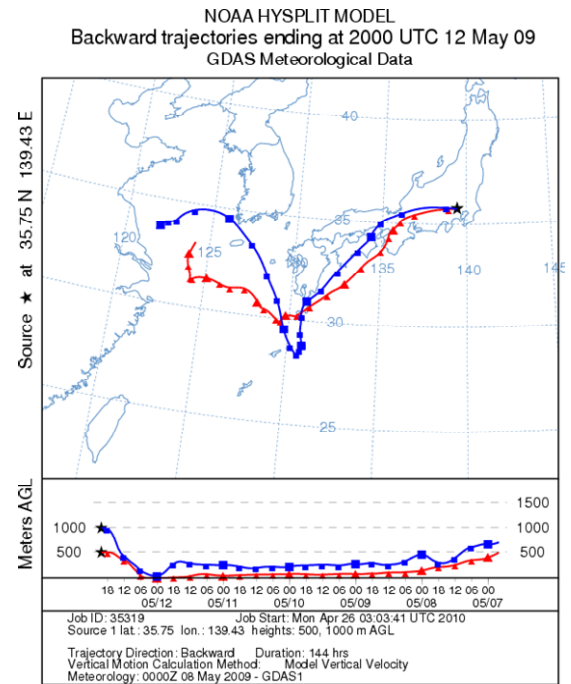 NOAA HYSPLIT MODEL
Backward trajectories ending at 2000 UTC 12 May 09
GDAS Meteorological Data
Source ★ at 35.75 N 139.43 E
40
35
120
125
135
140
145
30
25
Meters AGL
1500
1000 1000
500 500
18 12 06 00 18 12 06 00 18 12 06 00 18 12 06 00 18 12 06 00 18 12 06 00
05/12 05/11 05/10 05/09 05/08 05/07
Job ID: 35319 Job Start: Mon Apr 26 03:03:41 UTC 2010
Source 1 lat.: 35.75 lon.: 139.43 heights: 500, 1000 m AGL
Trajectory Direction: Backward Duration: 144 hrs
Vertical Motion Calculation Method: Model Vertical Velocity
Meteorology: 0000Z 08 May 2009 - GDAS1